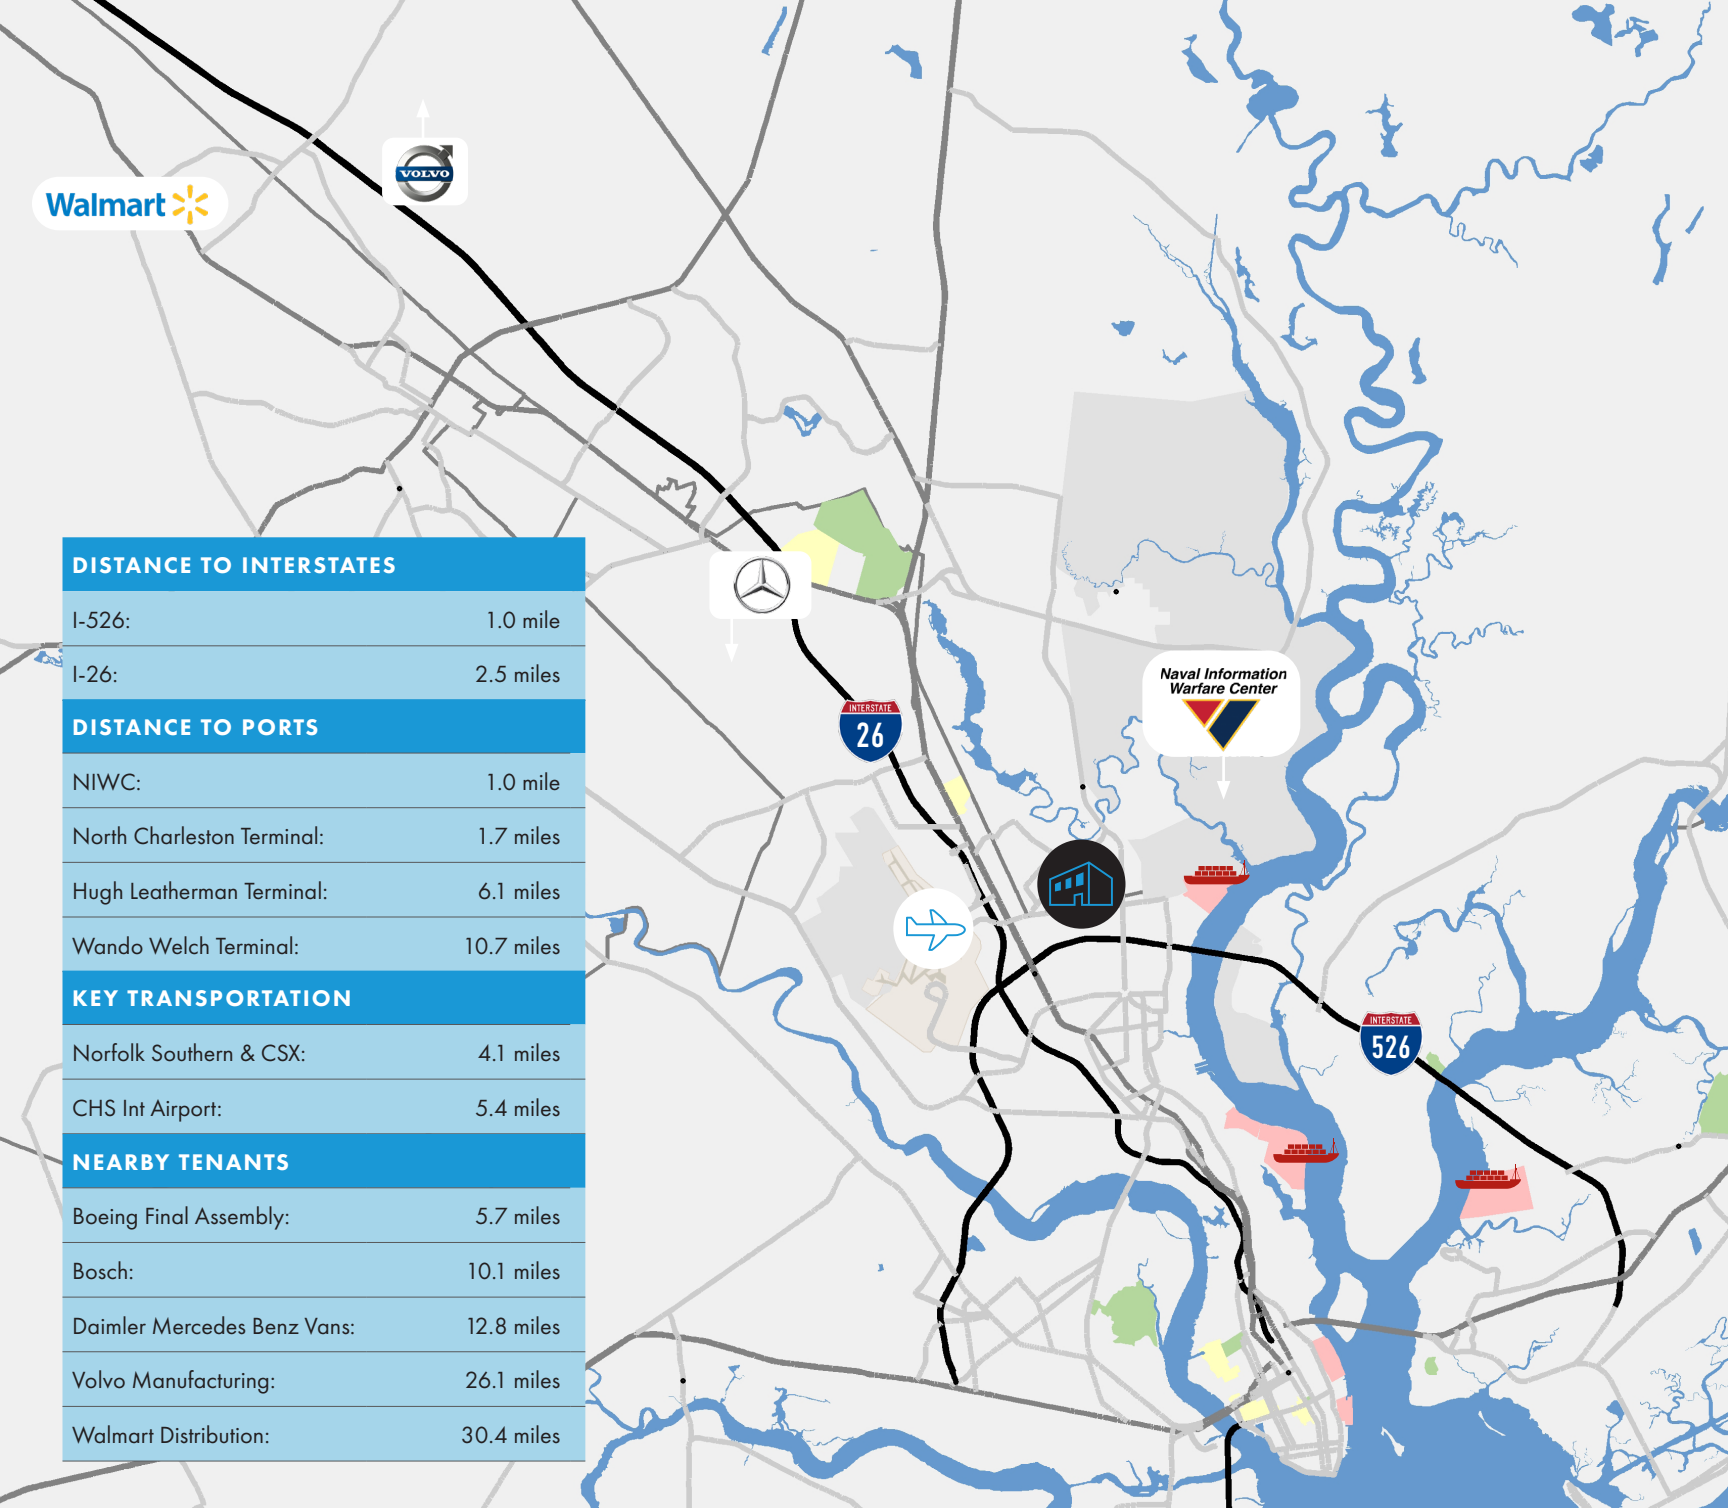 VOLVO
Walmart
DISTANCE TO INTERSTATES
I-526: 1.0 mile
I-26: 2.5 miles
DISTANCE TO PORTS
NIWC: 1.0 mile
North Charleston Terminal: 1.7 miles
Hugh Leatherman Terminal: 6.1 miles
Wando Welch Terminal: 10.7 miles
KEY TRANSPORTATION
Norfolk Southern & CSX: 4.1 miles
CHS Int Airport: 5.4 miles
NEARBY TENANTS
Boeing Final Assembly: 5.7 miles
Bosch: 10.1 miles
Daimler Mercedes Benz Vans: 12.8 miles
Volvo Manufacturing: 26.1 miles
Walmart Distribution: 30.4 miles
Naval Information
Warfare Center
INTERSTATE
26
INTERSTATE
526